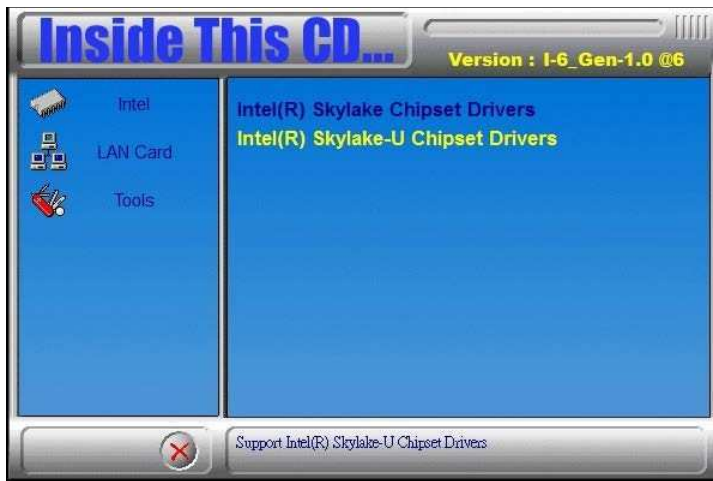 Inside This CD...
Version : I-6_Gen-1.0 @6
Intel
LAN Card
Tools
Intel(R) Skylake Chipset Drivers
Intel(R) Skylake-U Chipset Drivers
Support Intel(R) Skylake-U Chipset Drivers